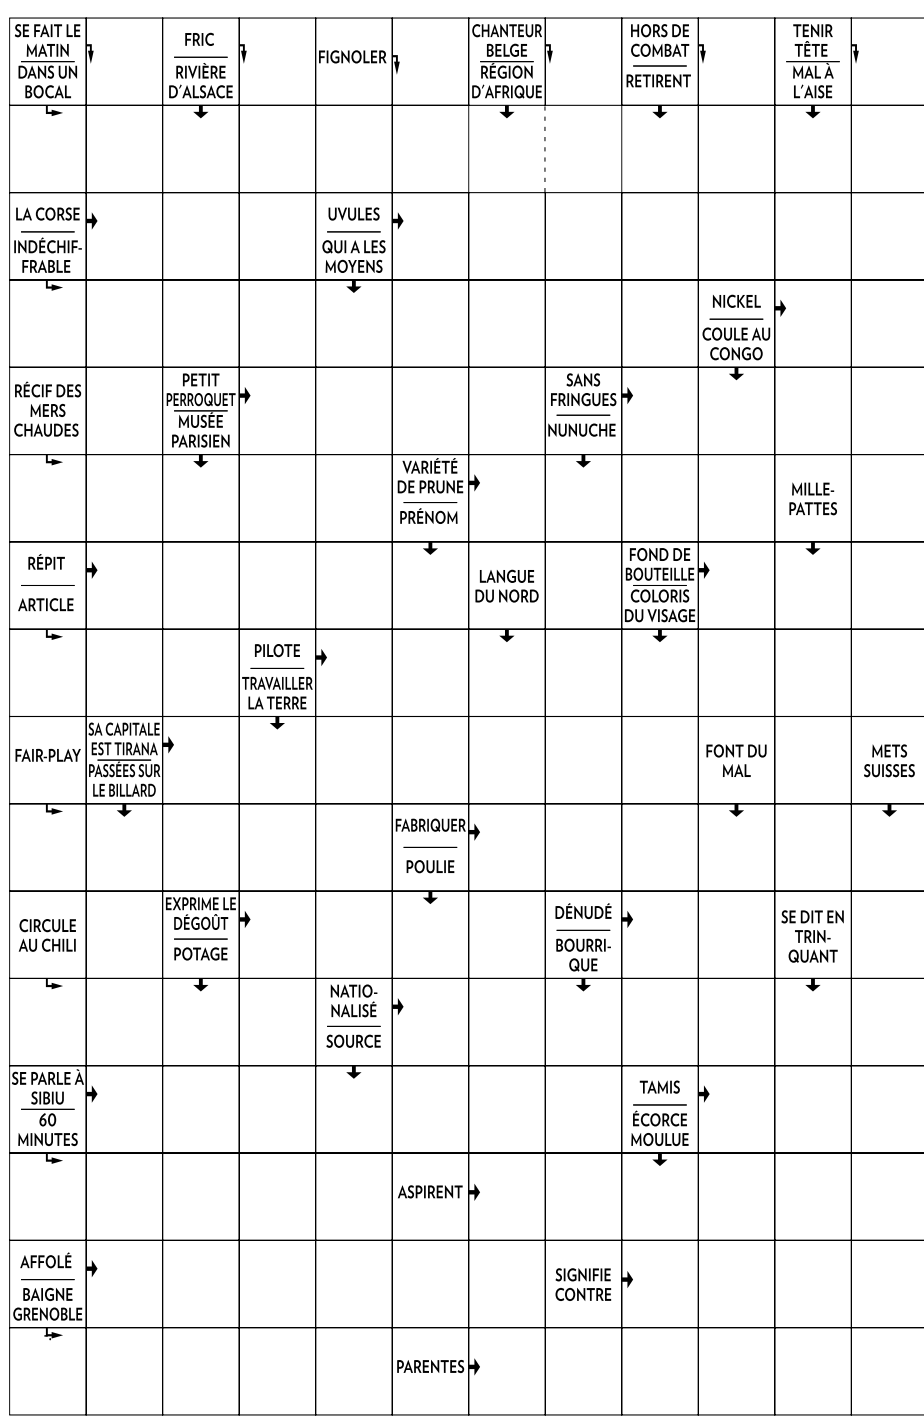 SE FAIT LE
MATIN
DANS UN
BOCAL
FRIC
RIVIÈRE
D'ALSACE
FIGNOLER
CHANTEUR
BELGE
RÉGION
D'AFRIQUE
HORS DE
COMBAT
RETIRENT
TENIR
TÊTE
MAL À
L'AISE
LA CORSE
INDÉCHIF-
FRABLE
UVULES
QUI A LES
MOYENS
NICKEL
COULE AU
CONGO
RÉCIF DES
MERS
CHAUDES
PETIT
PERROQUET
MUSÉE
PARISIEN
SANS
FRINGUES
NUNUCHE
VARIÉTÉ
DE PRUNE
PRÉNOM
MILLE-
PATTES
RÉPIT
ARTICLE
LANGUE
DU NORD
FOND DE
BOUTEILLE
COLORIS
DU VISAGE
PILOTE
TRAVAILLER
LA TERRE
FAIR-PLAY
SA CAPITALE
EST TIRANA
PASSÉES SUR
LE BILLARD
FONT DU
MAL
METS
SUISSES
FABRIQUER
POULIE
CIRCULE
AU CHILI
EXPRIME LE
DÉGOÛT
POTAGE
DÉNUDÉ
BOURRI-
QUE
SE DIT EN
TRIN-
QUANT
NATIO-
NALISÉ
SOURCE
SE PARLE À
SIBIU
60
MINUTES
TAMIS
ÉCORCE
MOULUE
ASPIRENT
AFFOLÉ
BAIGNE
GRENOBLE
SIGNIFIE
CONTRE
PARENTES